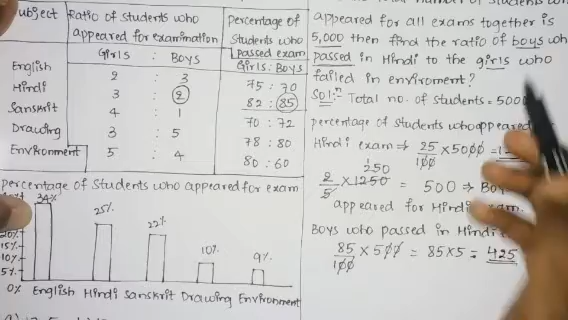 ubject Ratio of students who appeared for examination
percentage of students who passed exam
Girls : Boys
Girls : Boys
English 2 : 3 75 : 70
Hindi 3 : 2 82 : 85
Sanskrit 4 : 1 70 : 72
Drawing 3 : 5 78 : 80
Environment 5 : 4 80 : 60
percentage of students who appeared for exam
34%
25%
22%
10%
9%
20%
15%
10%
5%
0% English Hindi Sanskrit Drawing Environment
appeared for all exams together is
5,000 then find the ratio of boys wh
passed in Hindi to the girls who
failed in enviroment?
Sol:n Total no. of students = 5000
percentage of students who appeared
Hindi exam ⇒ 25/100 × 5000 =
250
2/5 × 1250 = 500 ⇒
appeared for Hindi
Boys who passed in Hindi
85/100 × 500 = 85×5 = 425